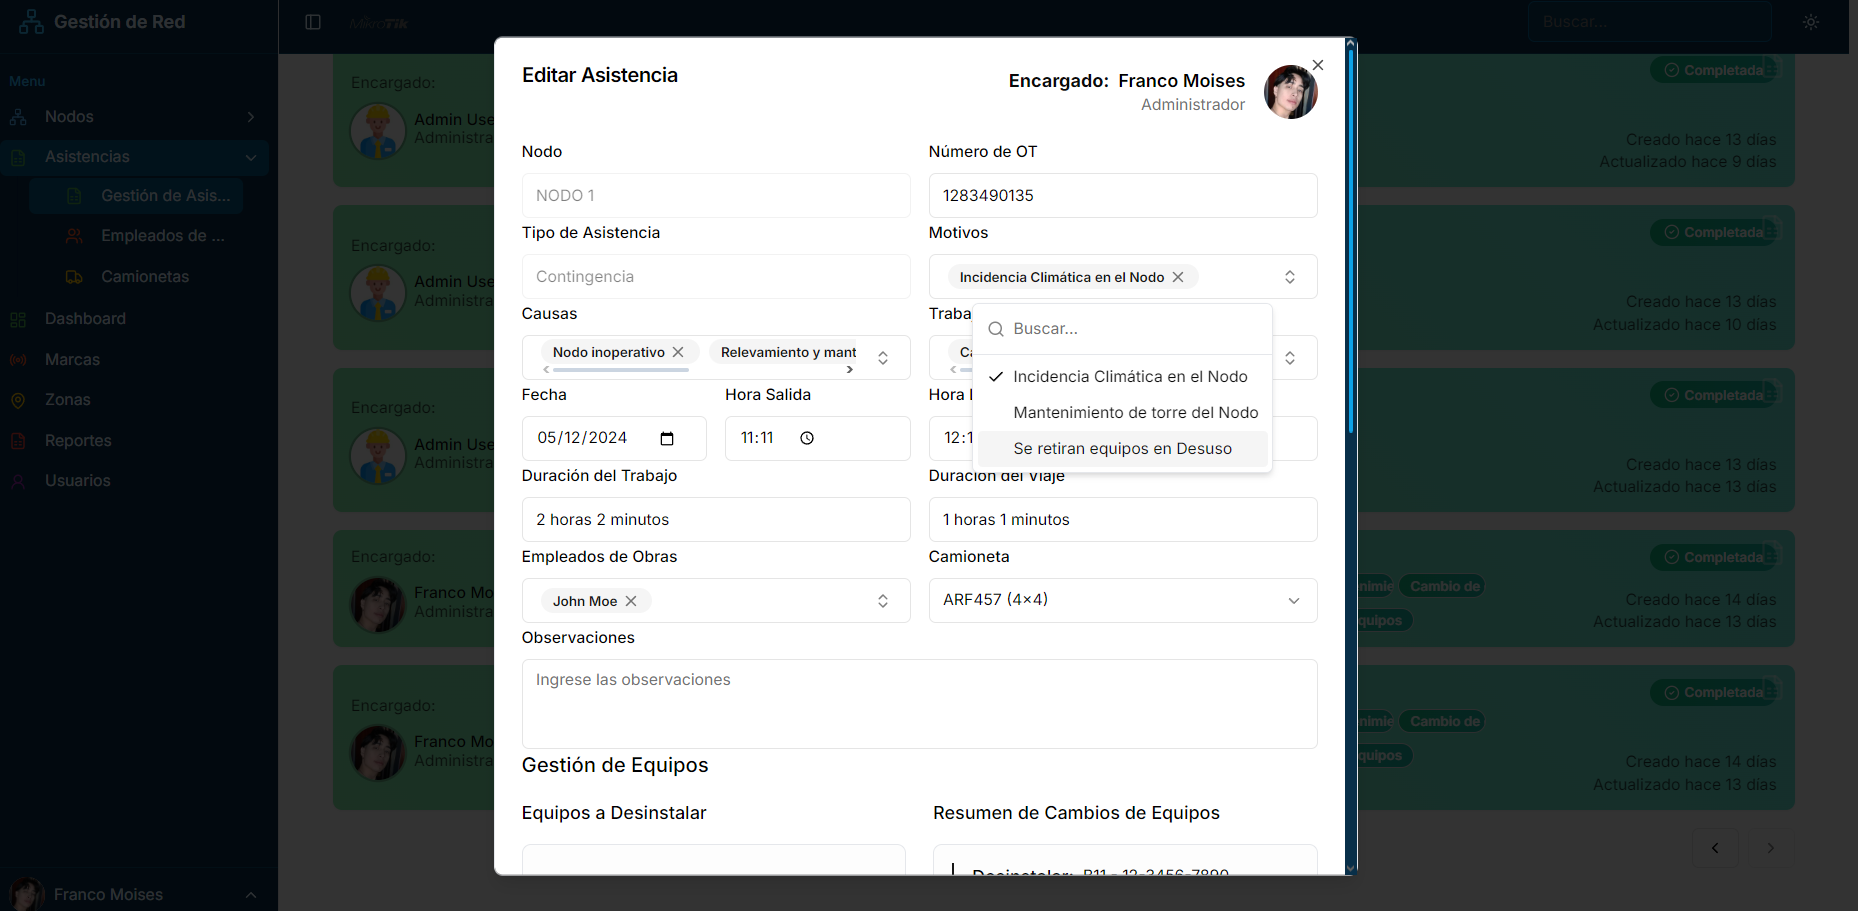 Gestión de Red
MikroTik
Buscar...
Menu
Nodos
Asistencias
Gestión de Asis...
Empleados de ...
Camionetas
Dashboard
Marcas
Zonas
Reportes
Usuarios
Franco Moises
Encargado:
Admin Use
Administra
Completada
Creado hace 13 días
Actualizado hace 9 días
Encargado:
Admin Use
Administra
Completada
Creado hace 13 días
Actualizado hace 10 días
Encargado:
Admin Use
Administra
Completada
Creado hace 13 días
Actualizado hace 13 días
Encargado:
Franco Mo
Administra
Completada
nimie
Cambio de
quipos
Creado hace 14 días
Actualizado hace 13 días
Encargado:
Franco Mo
Administra
Completada
nimie
Cambio de
quipos
Creado hace 14 días
Actualizado hace 13 días
Editar Asistencia
Encargado: Franco Moises
Administrador
Nodo
NODO 1
Número de OT
1283490135
Tipo de Asistencia
Contingencia
Motivos
Incidencia Climática en el Nodo
Buscar...
Incidencia Climática en el Nodo
Mantenimiento de torre del Nodo
Se retiran equipos en Desuso
Causas
Nodo inoperativo
Relevamiento y mant
Traba
Ca
Fecha
05/12/2024
Hora Salida
11:11
Hora
12:1
Duración del Trabajo
2 horas 2 minutos
Duración del Viaje
1 horas 1 minutos
Empleados de Obras
John Moe
Camioneta
ARF457 (4x4)
Observaciones
Ingrese las observaciones
Gestión de Equipos
Equipos a Desinstalar
Resumen de Cambios de Equipos
Desinstalar: B11 - 12-3456-7890